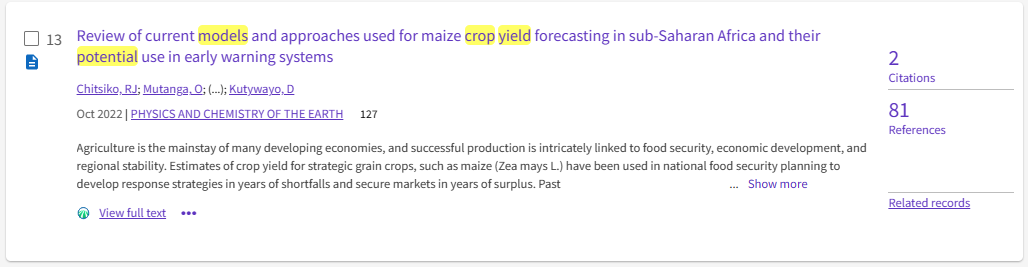 13
Review of current models and approaches used for maize crop yield forecasting in sub-Saharan Africa and their
potential use in early warning systems
Chitsiko, RJ; Mutanga, O; (...); Kutywayo, D
Oct 2022 | PHYSICS AND CHEMISTRY OF THE EARTH 127
Agriculture is the mainstay of many developing economies, and successful production is intricately linked to food security, economic development, and
regional stability. Estimates of crop yield for strategic grain crops, such as maize (Zea mays L.) have been used in national food security planning to
develop response strategies in years of shortfalls and secure markets in years of surplus. Past ... Show more
View full text •••
2
Citations
81
References
Related records